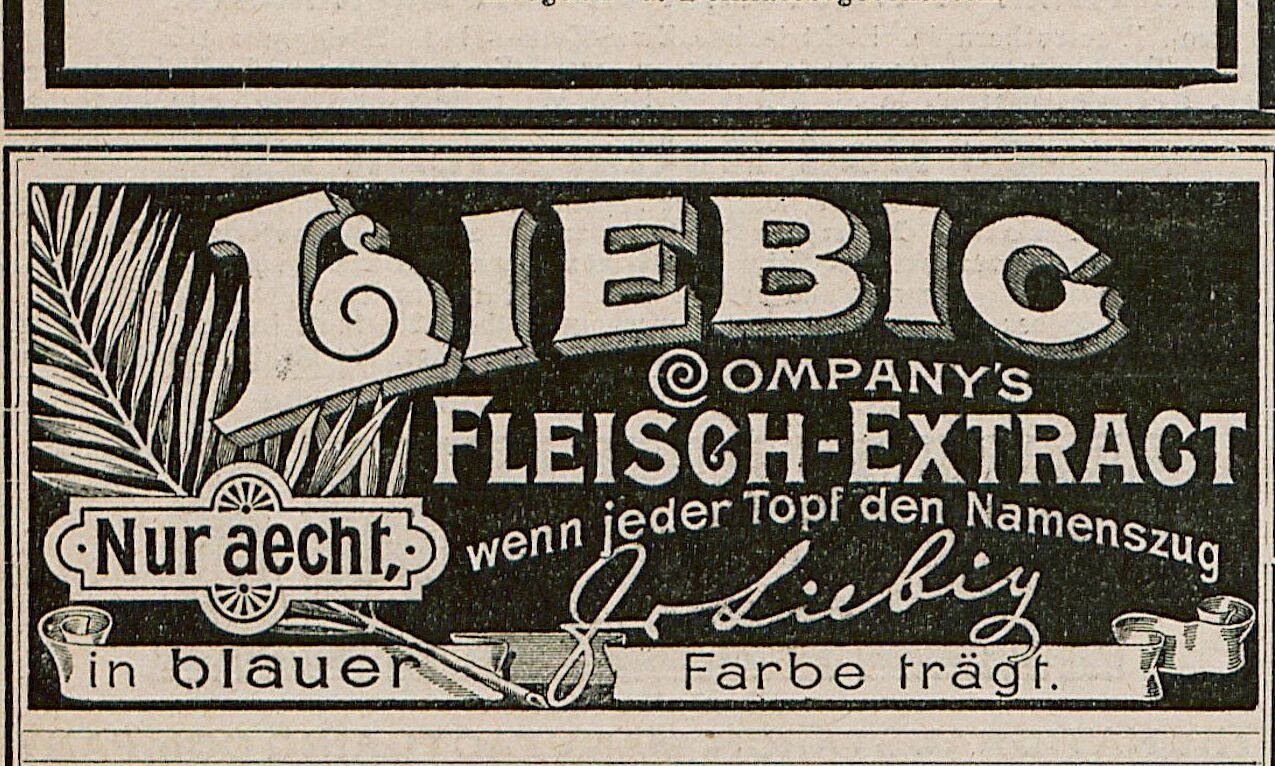 LIEBIG
COMPANY'S
FLEISCH-EXTRACT
Nur aecht,
wenn jeder Topf den Namenszug
J v Liebig
in blauer Farbe trägt.